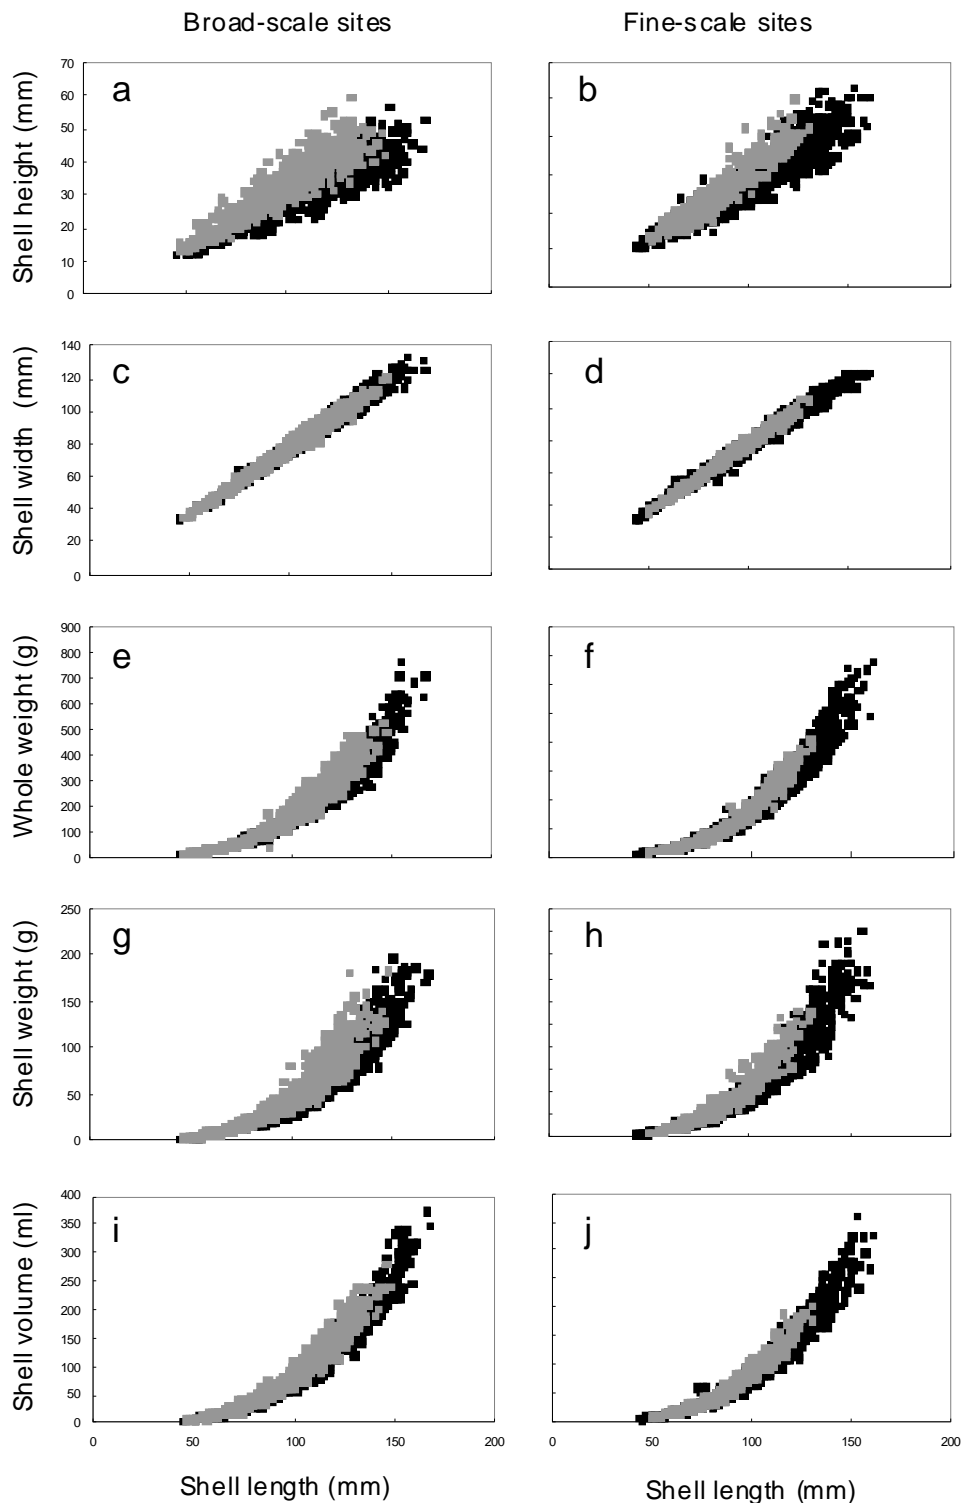 Broad-scale sites
Fine-scale sites
Shell height (mm)
70
60
50
40
30
20
10
0
a
b
Shell width (mm)
140
120
100
80
60
40
20
0
c
d
Whole weight (g)
900
800
700
600
500
400
300
200
100
0
e
f
Shell weight (g)
250
200
150
100
50
0
g
h
Shell volume (ml)
400
350
300
250
200
150
100
50
0
i
j
0 50 100 150 200
0 50 100 150 200
Shell length (mm)
Shell length (mm)